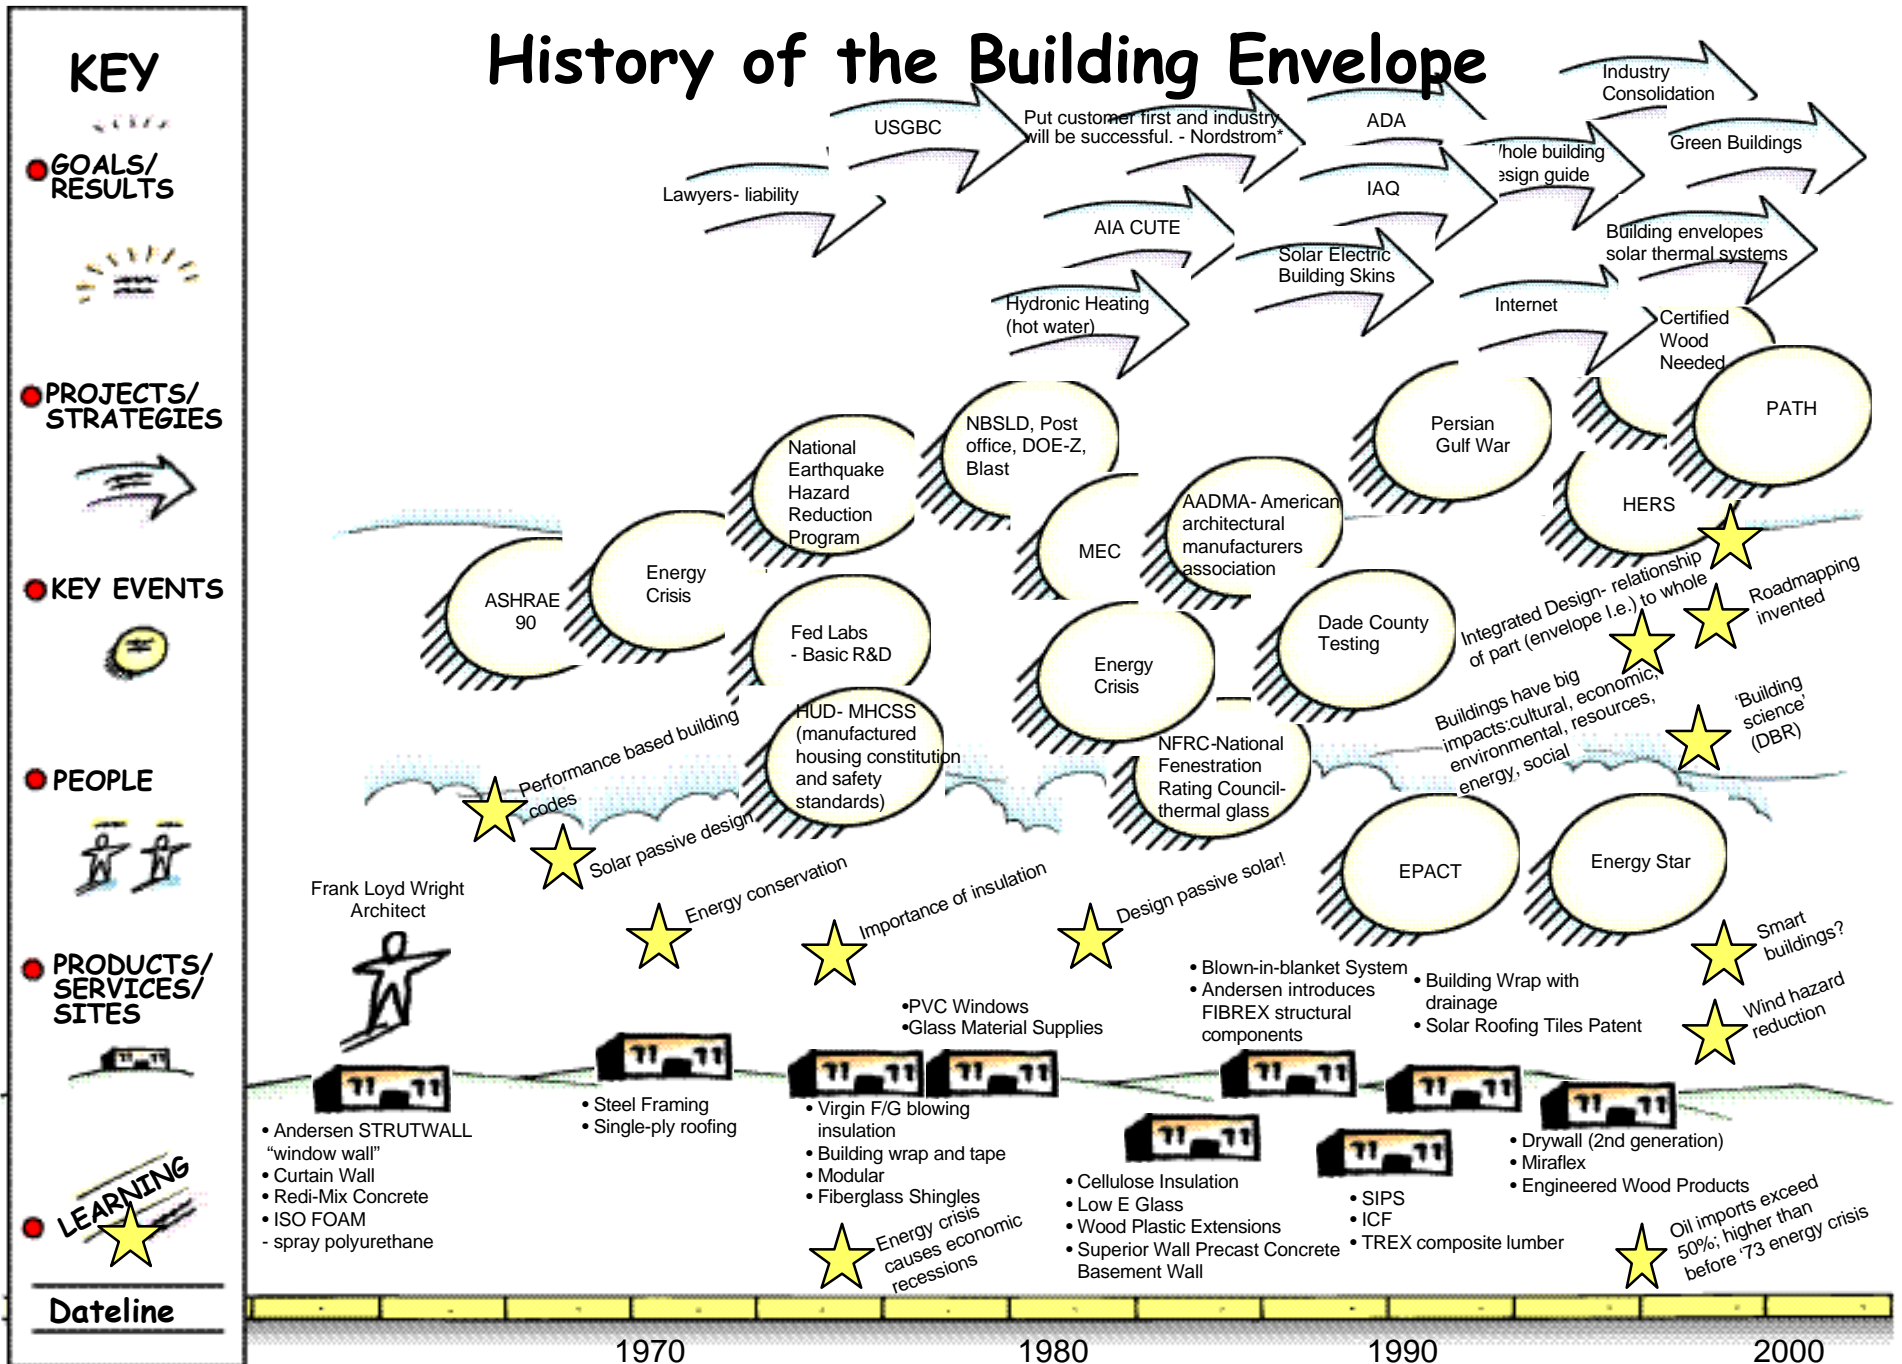 History of the Building Envelope
KEY
GOALS/
RESULTS
PROJECTS/
STRATEGIES
KEY EVENTS
PEOPLE
PRODUCTS/
SERVICES/
SITES
LEARNING
Dateline
Lawyers- liability
USGBC
Put customer first and industry
will be successful. - Nordstrom*
ADA
Industry
Consolidation
Green Buildings
hole building
esign guide
IAQ
AIA CUTE
Solar Electric
Building Skins
Building envelopes
solar thermal systems
Hydronic Heating
(hot water)
Internet
Certified
Wood
Needed
PATH
Persian
Gulf War
HERS
NBSLD, Post
office, DOE-Z,
Blast
National
Earthquake
Hazard
Reduction
Program
AADMA- American
architectural
manufacturers
association
MEC
ASHRAE
90
Energy
Crisis
Fed Labs
- Basic R&D
Energy
Crisis
Dade County
Testing
HUD- MHCSS
(manufactured
housing constitution
and safety
standards)
NFRC-National
Fenestration
Rating Council-
thermal glass
EPACT
Energy Star
Integrated Design- relationship
of part (envelope I.e.) to whole
Roadmapping
invented
Buildings have big
impacts:cultural, economic,
environmental, resources,
energy, social
‘Building
science’
(DBR)
Performance based building
codes
Solar passive design
Energy conservation
Importance of insulation
Design passive solar!
Smart
buildings?
Wind hazard
reduction
Frank Loyd Wright
Architect
• Andersen STRUTWALL
“window wall”
• Curtain Wall
• Redi-Mix Concrete
• ISO FOAM
- spray polyurethane
• Steel Framing
• Single-ply roofing
•PVC Windows
•Glass Material Supplies
• Virgin F/G blowing
insulation
• Building wrap and tape
• Modular
• Fiberglass Shingles
Energy crisis
causes economic
recessions
• Blown-in-blanket System
• Andersen introduces
FIBREX structural
components
• Building Wrap with
drainage
• Solar Roofing Tiles Patent
• Cellulose Insulation
• Low E Glass
• Wood Plastic Extensions
• Superior Wall Precast Concrete
Basement Wall
• SIPS
• ICF
• TREX composite lumber
• Drywall (2nd generation)
• Miraflex
• Engineered Wood Products
Oil imports exceed
50%; higher than
before ‘73 energy crisis
1970
1980
1990
2000